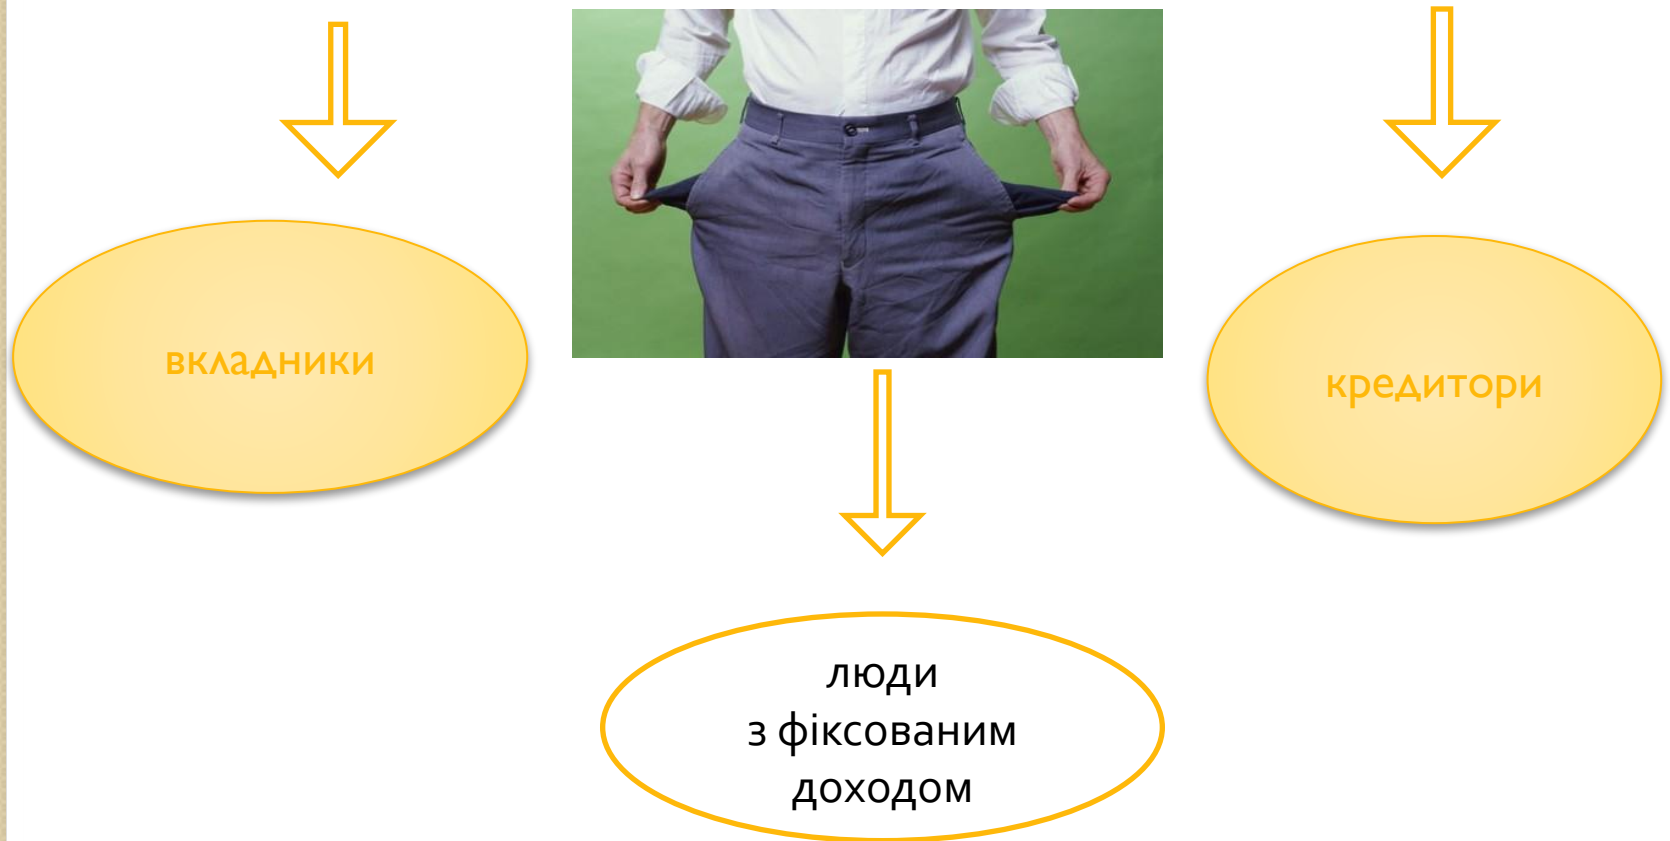 вкладники
кредитори
люди
з фіксованим
доходом